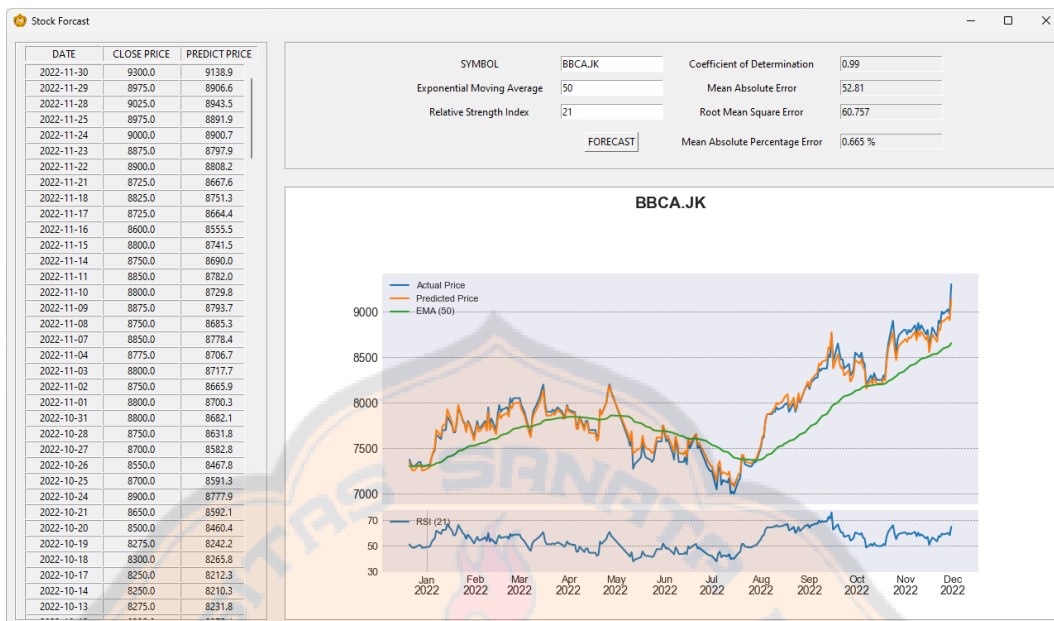 Stock Forcast
DATE CLOSE PRICE PREDICT PRICE
2022-11-30 9300.0 9138.9
2022-11-29 8975.0 8906.6
2022-11-28 9025.0 8943.5
2022-11-25 8975.0 8891.9
2022-11-24 9000.0 8900.7
2022-11-23 8875.0 8797.9
2022-11-22 8900.0 8808.2
2022-11-21 8725.0 8667.6
2022-11-18 8825.0 8751.3
2022-11-17 8725.0 8664.4
2022-11-16 8600.0 8555.5
2022-11-15 8800.0 8741.5
2022-11-14 8750.0 8690.0
2022-11-11 8850.0 8782.0
2022-11-10 8800.0 8729.8
2022-11-09 8875.0 8793.7
2022-11-08 8750.0 8685.3
2022-11-07 8850.0 8778.4
2022-11-04 8775.0 8706.7
2022-11-03 8800.0 8717.7
2022-11-02 8750.0 8665.9
2022-11-01 8800.0 8700.3
2022-10-31 8800.0 8682.1
2022-10-28 8750.0 8631.8
2022-10-27 8700.0 8582.8
2022-10-26 8550.0 8467.8
2022-10-25 8700.0 8591.3
2022-10-24 8900.0 8777.9
2022-10-21 8650.0 8592.1
2022-10-20 8500.0 8460.4
2022-10-19 8275.0 8242.2
2022-10-18 8300.0 8265.8
2022-10-17 8250.0 8212.3
2022-10-14 8250.0 8210.3
2022-10-13 8275.0 8231.8
SYMBOL BBCA.JK Coefficient of Determination 0.99
Exponential Moving Average 50 Mean Absolute Error 52.81
Relative Strength Index 21 Root Mean Square Error 60.757
FORECAST Mean Absolute Percentage Error 0.665 %
BBCA.JK
Actual Price
Predicted Price
EMA (50)
9000
8500
8000
7500
7000
70
RSI (21)
50
30
Jan Feb Mar Apr May Jun Jul Aug Sep Oct Nov Dec
2022 2022 2022 2022 2022 2022 2022 2022 2022 2022 2022 2022
SANATA